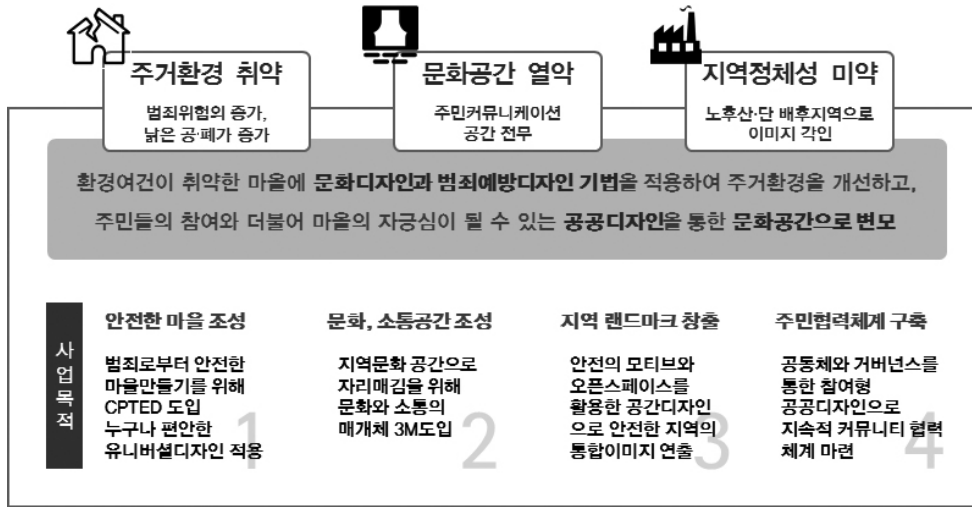 주거환경 취약
범죄위험의 증가,
낡은 공·폐가 증가
문화공간 열악
주민커뮤니케이션
공간 전무
지역정체성 미약
노후산·단 배후지역으로
이미지 각인
환경여건이 취약한 마을에 문화디자인과 범죄예방디자인 기법을 적용하여 주거환경을 개선하고,
주민들의 참여와 더불어 마을의 자긍심이 될 수 있는 공공디자인을 통한 문화공간으로 변모
사업목적
안전한 마을 조성
범죄로부터 안전한
마을만들기를 위해
CPTED 도입
누구나 편안한
유니버설디자인 적용
1
문화, 소통공간 조성
지역문화 공간으로
자리매김을 위해
문화와 소통의
매개체 3M도입
2
지역 랜드마크 창출
안전의 모티브와
오픈스페이스를
활용한 공간디자인
으로 안전한 지역의
통합이미지 연출
3
주민협력체계 구축
공동체와 거버넌스를
통한 참여형
공공디자인으로
지속적 커뮤니티 협력
체계 마련
4